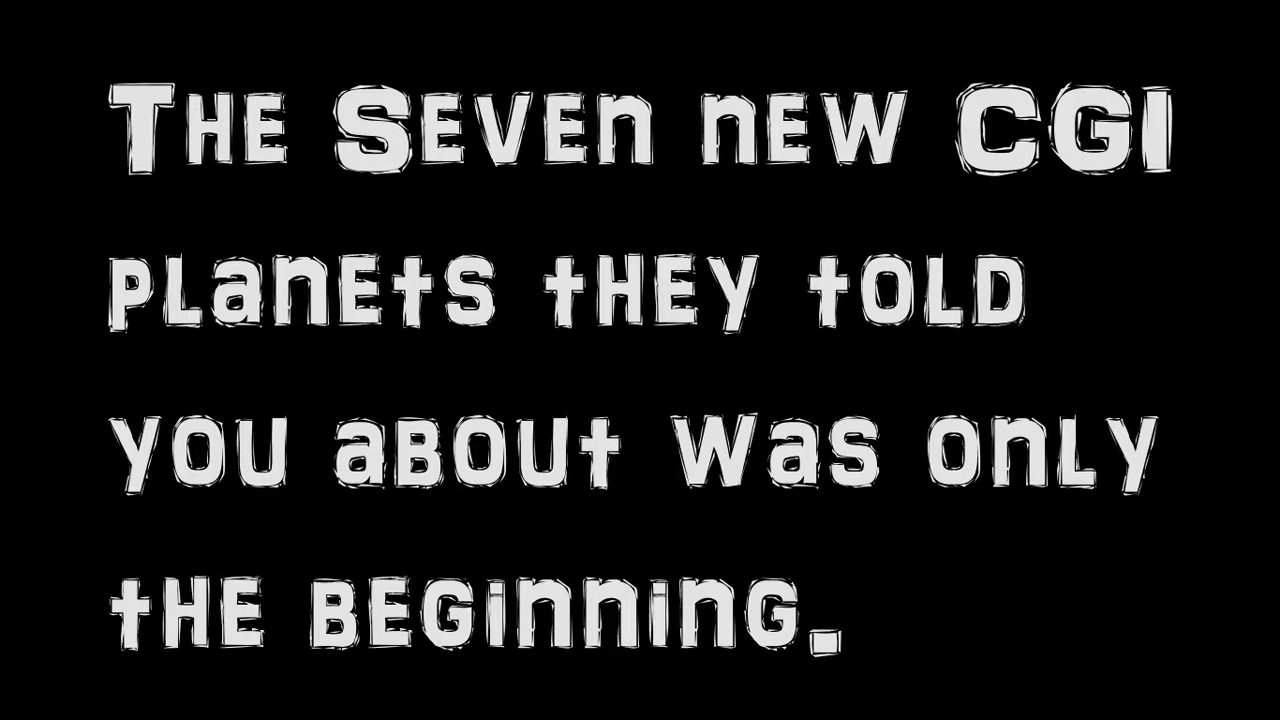 The Seven new CGI
planets they told
you about was only
the beginning.